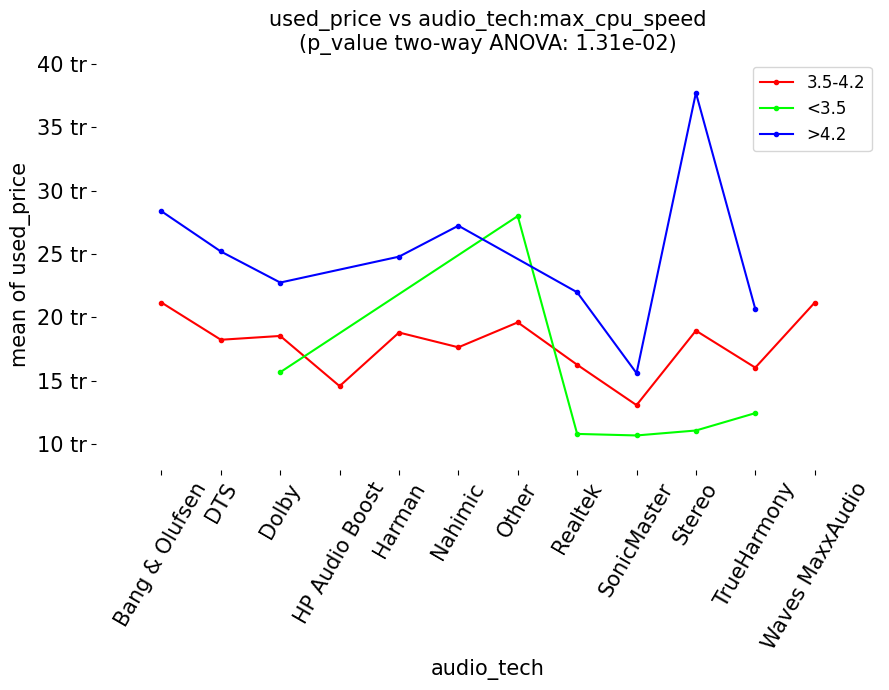 used_price vs audio_tech:max_cpu_speed
(p_value two-way ANOVA: 1.31e-02)
40 tr
35 tr
30 tr
25 tr
20 tr
15 tr
10 tr
mean of used_price
3.5-4.2
<3.5
>4.2
Bang & Olufsen
DTS
Dolby
HP Audio Boost
Harman
Nahimic
Other
Realtek
SonicMaster
Stereo
TrueHarmony
Waves MaxxAudio
audio_tech